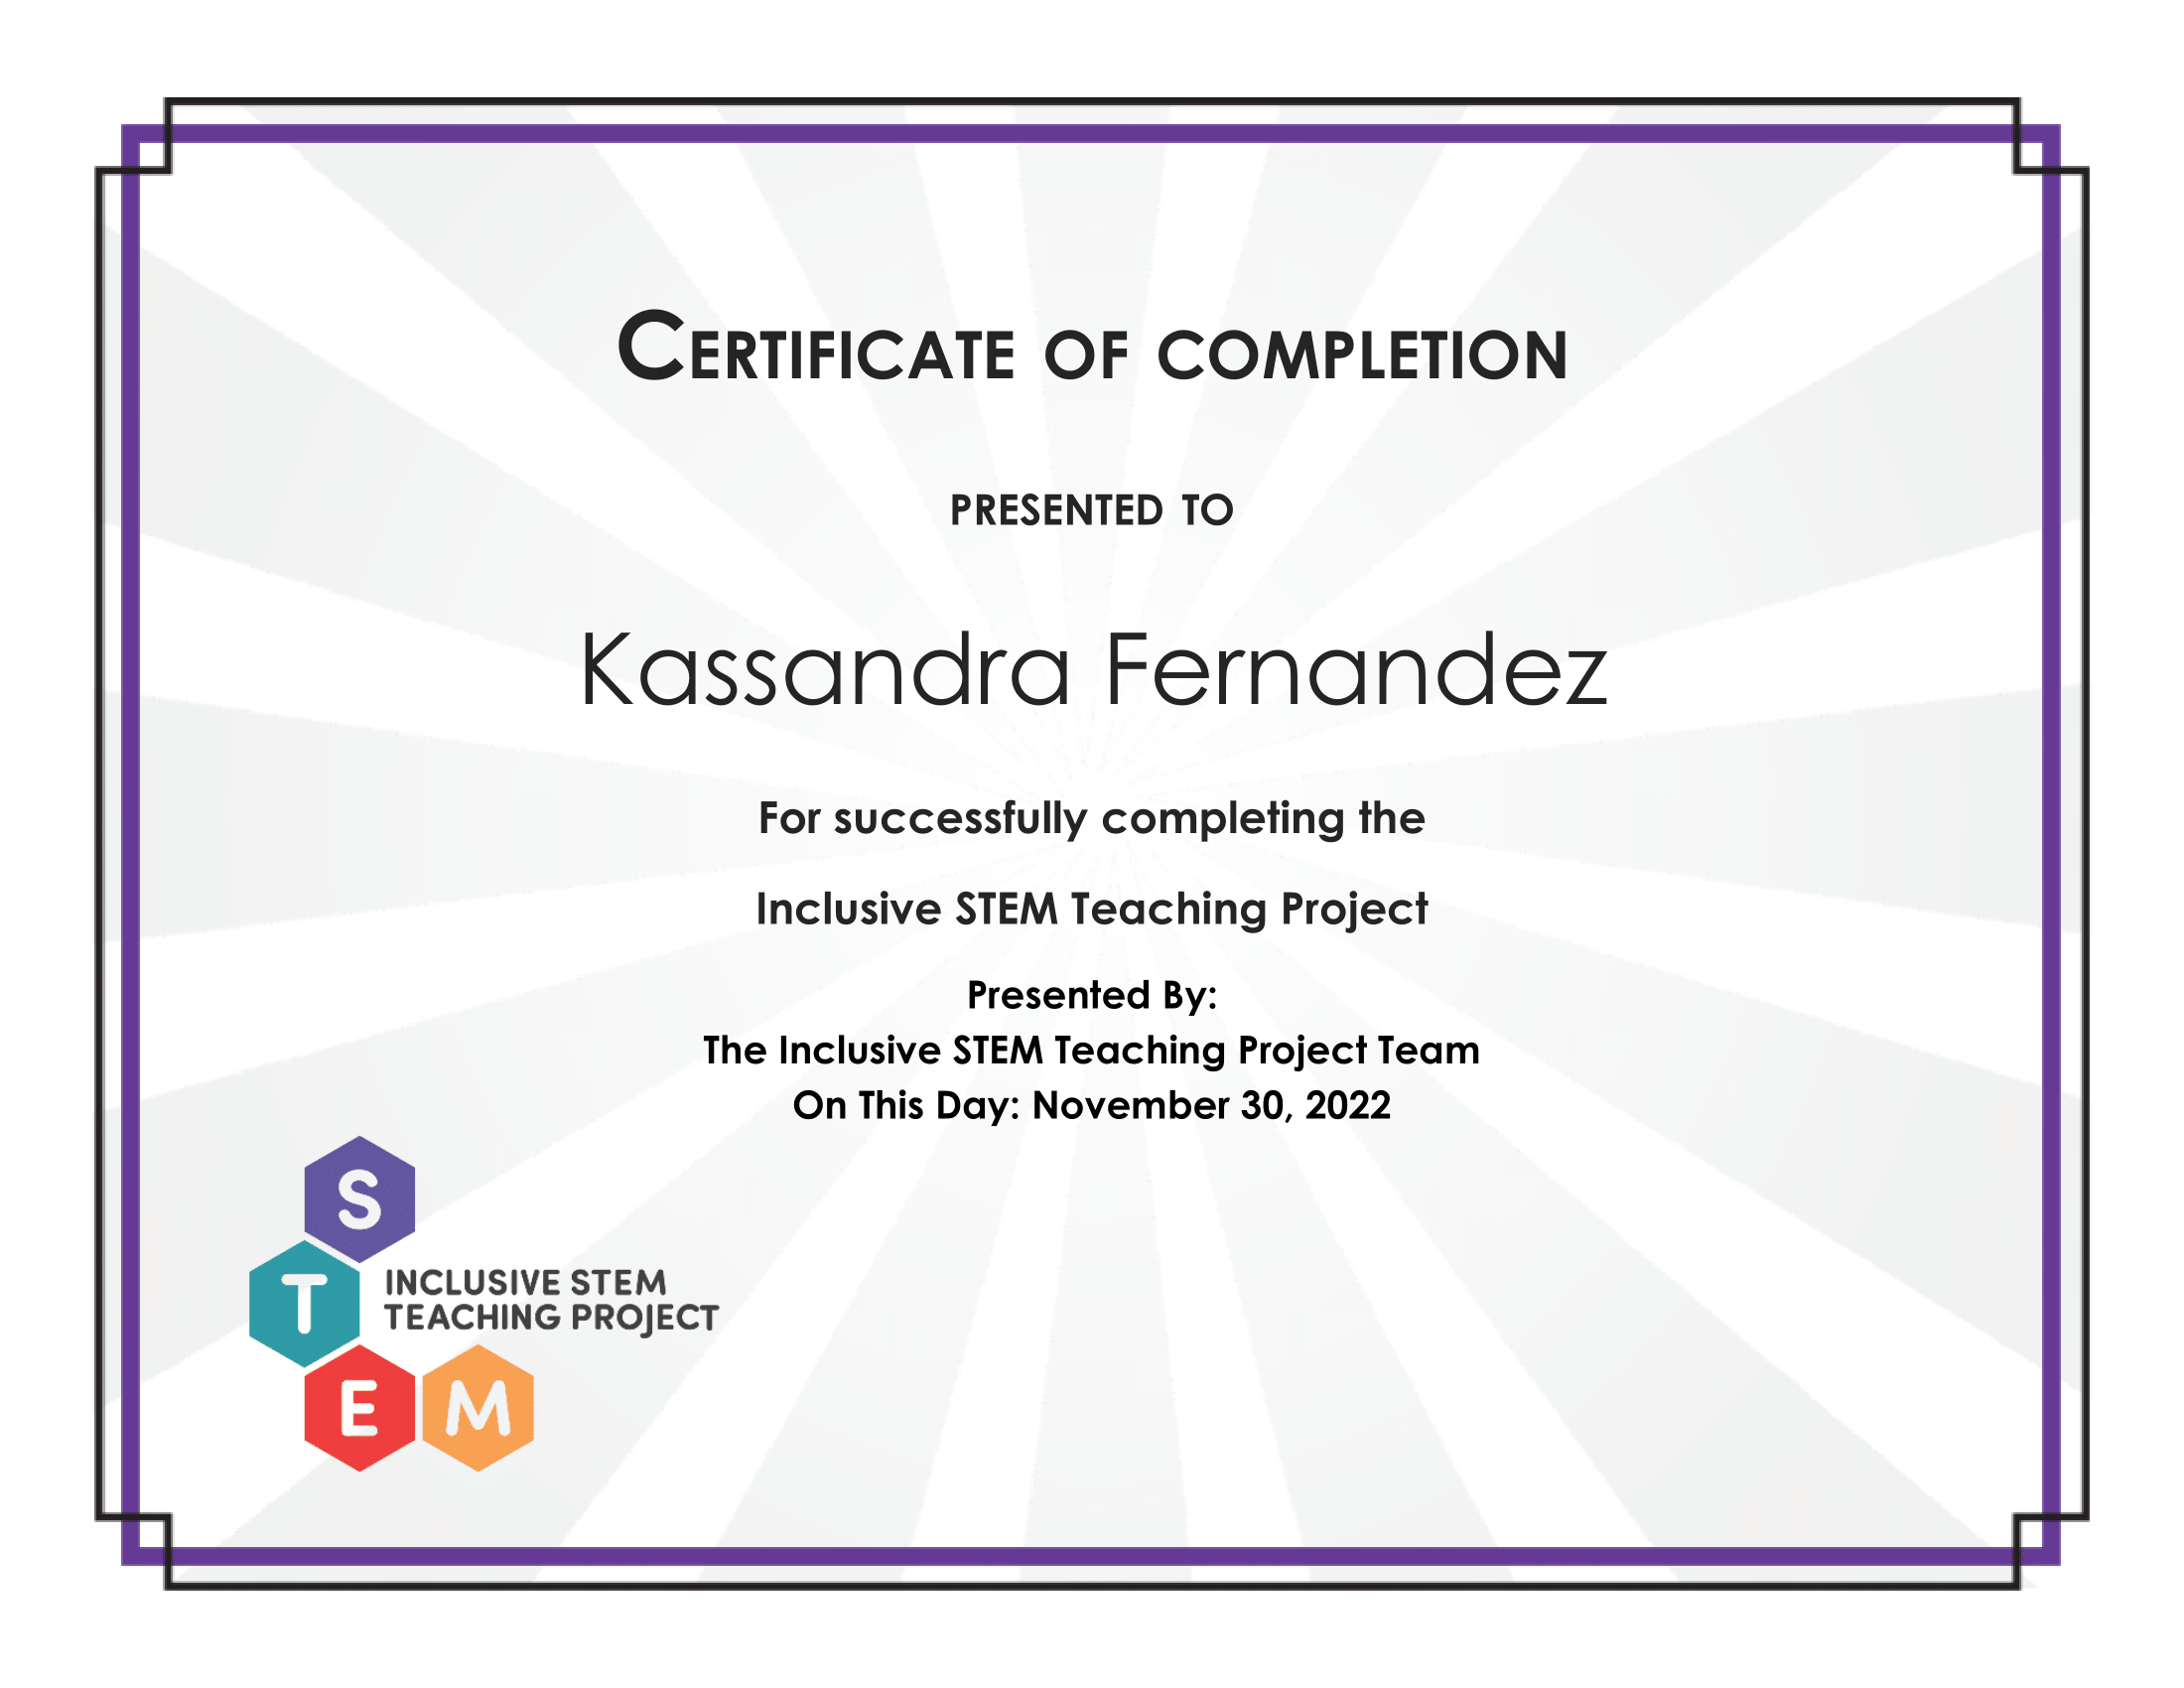 Certificate of completion
PRESENTED TO
Kassandra Fernandez
For successfully completing the
Inclusive STEM Teaching Project
Presented By:
The Inclusive STEM Teaching Project Team
On This Day: November 30, 2022
S
T
INCLUSIVE STEM
TEACHING PROJECT
E M